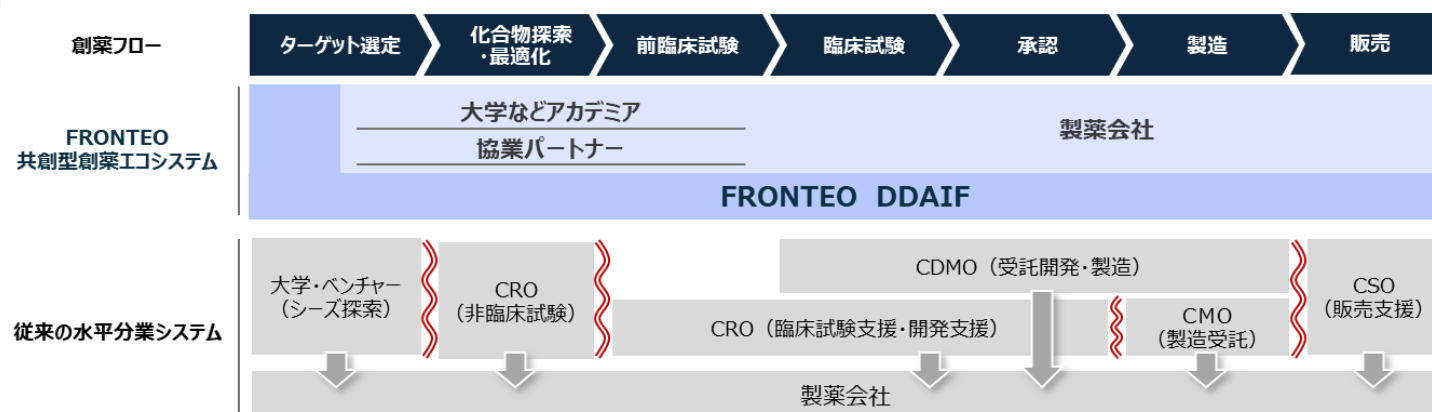 創薬フロー
ターゲット選定
化合物探索
・最適化
前臨床試験
臨床試験
承認
製造
販売
FRONTEO
共創型創薬エコシステム
大学などアカデミア
協業パートナー
製薬会社
FRONTEO DDAIF
従来の水平分業システム
大学・ベンチャー
（シーズ探索）
CRO
（非臨床試験）
CDMO（受託開発・製造）
CRO（臨床試験支援・開発支援）
CMO
（製造受託）
CSO
（販売支援）
製薬会社